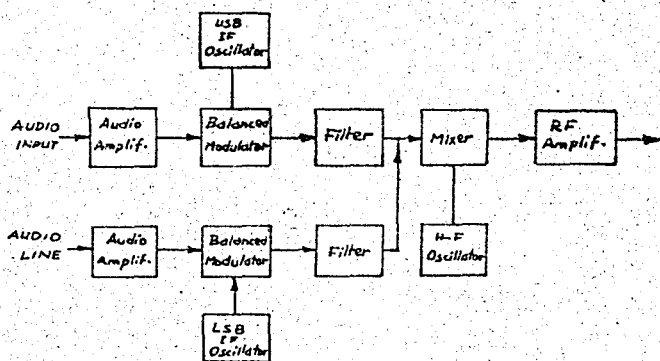 USB
IF
Oscillator
AUDIO
INPUT
Audio
Amplif.
Balanced
Modulator
Filter
Mixer
RF
Amplif.
AUDIO
LINE
Audio
Amplif.
Balanced
Modulator
Filter
H-F
Oscillator
LSB
IF
Oscillator